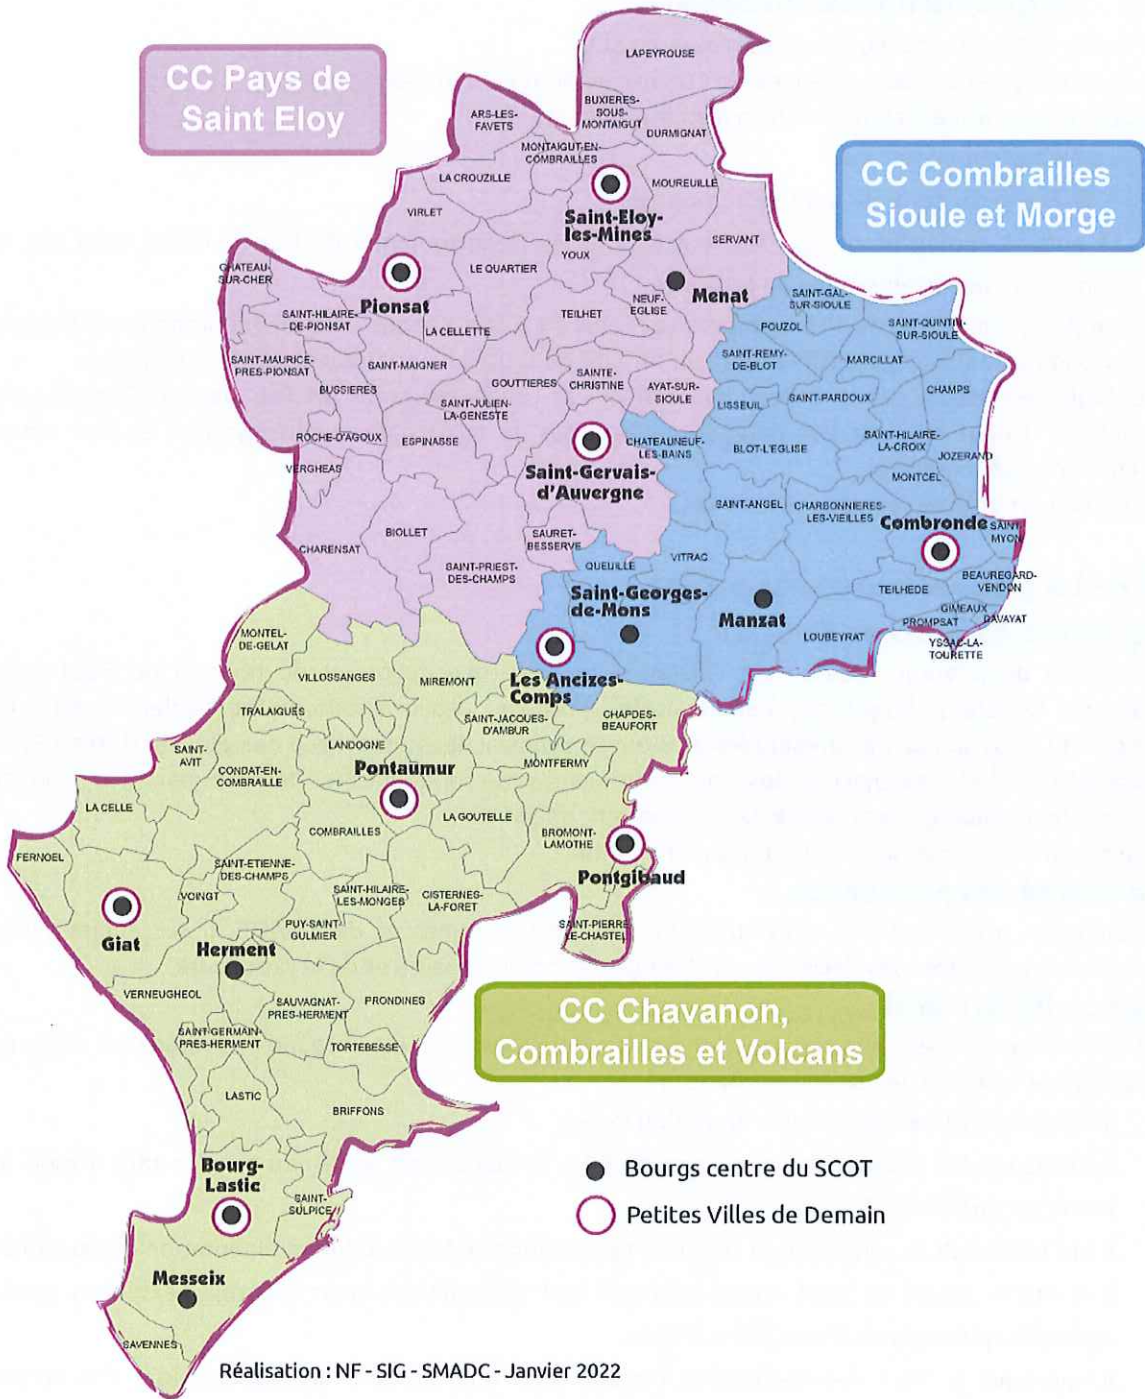 LAPEYROUSE
CC Pays de
Saint Eloy
BUXIERES-
SOUS-
MONTAIGUT
ARS-LES-
FAVETS
DURMIGNAT
MONTAIGUT-EN-
COMBRAILLES
CC Combrailles
Sioule et Morge
LA CROUZILLE
MOUREUILLE
VIRLET
Saint-Eloy-
les-Mines
SERVANT
YOUX
LE QUARTIER
CHATEAU-
SUR-CHER
Pionsat
Menat
NEUF-
EGLISE
SAINT-GAL-
SUR-SIOULE
SAINT-HILAIRE-
DE-PIONSAT
TEILHET
LA CELLETTE
POUZOL
SAINT-QUINTIN-
SUR-SIOULE
SAINT-MAURICE-
PRES-PIONSAT
SAINT-MAIGNER
SAINT-REMY-
DE-BLOT
MARCILLAT
BUSSIERES
GOUTTIERES
SAINTE-
CHRISTINE
AYAT-SUR-
SIOULE
CHAMPS
SAINT-JULIEN-
LA-GENESTE
LISSEUIL
SAINT-PARDOUX
ROCHE-D'AGOUX
ESPINASSE
CHATEAUNEUF-
LES-BAINS
BLOT-L'EGLISE
SAINT-HILAIRE-
LA-CROIX
JOZERAND
VERGHEAS
Saint-Gervais-
d'Auvergne
MONTCEL
SAINT-ANGEL
CHARBONNIERES-
LES-VIEILLES
Combronde
SAINT-
MYON
BIOLLET
SAURET-
BESSERVE
CHARENSAT
VITRAC
QUEUILLE
SAINT-PRIEST-
DES-CHAMPS
BEAUREGARD-
VENDON
TEILHEDE
Saint-Georges-
de-Mons
Manzat
GIMEAUX
PROMPSAT
DAVAYAT
MONTEL-
DE-GELAT
LOUBEYRAT
YSSAC-LA-
TOURETTE
VILLOSSANGES
MIREMONT
Les Ancizes-
Comps
TRALAIGUES
SAINT-JACQUES-
D'AMBUR
CHAPDES-
BEAUFORT
SAINT-
AVIT
LANDOGNE
CONDAT-EN-
COMBRAILLE
Pontaumur
MONTFERMY
LA CELLE
LA GOUTELLE
COMBRAILLES
BROMONT-
LAMOTHE
FERNOEL
SAINT-ETIENNE-
DES-CHAMPS
Pontgibaud
VOINGT
SAINT-HILAIRE-
LES-MONGES
CISTERNES-
LA-FORET
PUY-SAINT-
GULMIER
SAINT-PIERRE-
LE-CHASTEL
Giat
Herment
VERNEUGHEOL
SAUVAGNAT-
PRES-HERMENT
PRONDINES
CC Chavanon,
Combrailles et Volcans
SAINT-GERMAIN-
PRES-HERMENT
TORTEBESSE
LASTIC
BRIFFONS
Bourg-
Lastic
Bourgs centre du SCOT
SAINT-
SULPICE
Petites Villes de Demain
Messeix
SAVENNES
Réalisation : NF - SIG - SMADC - Janvier 2022